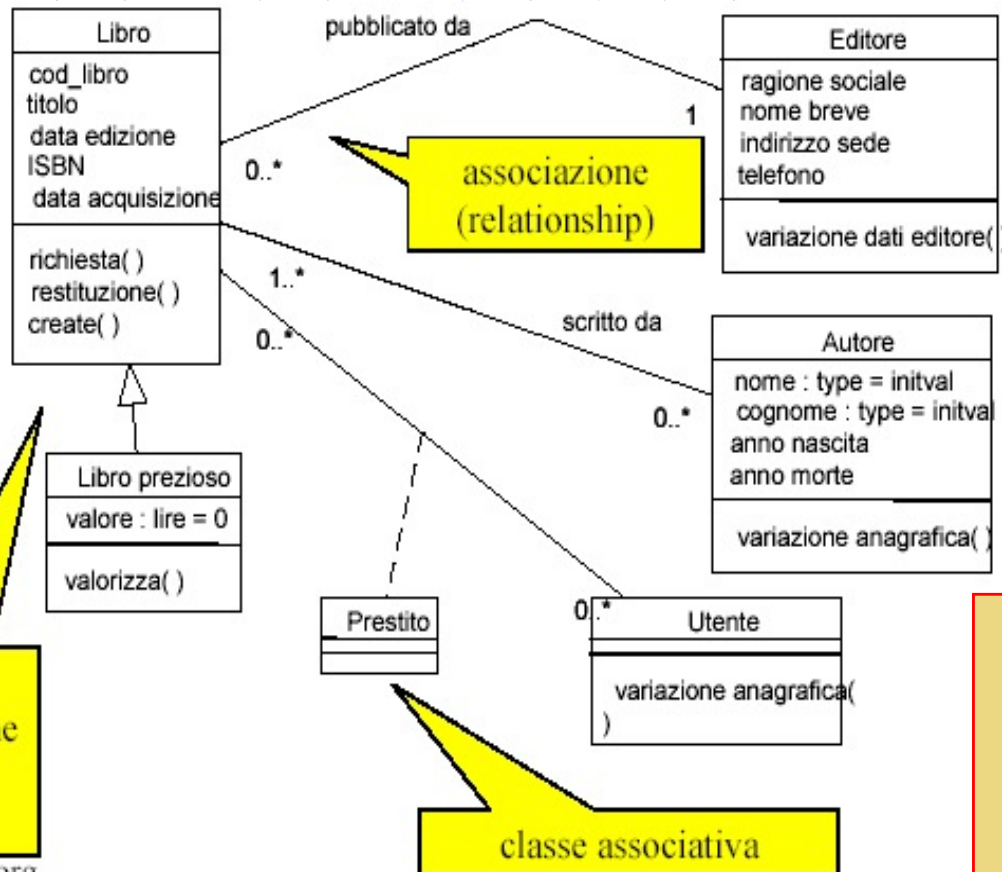 Libro
cod_libro
titolo
data edizione
ISBN
data acquisizione
richiesta( )
restituzione( )
create( )
pubblicato da
0..*
1
Editore
ragione sociale
nome breve
indirizzo sede
telefono
variazione dati editore(
associazione
(relationship)
1..*
scritto da
0..*
Autore
nome : type = initval
cognome : type = initval
anno nascita
anno morte
variazione anagrafica( )
0..*
0..*
Libro prezioso
valore : lire = 0
valorizza( )
Prestito
Utente
variazione anagrafica(
)
classe associativa